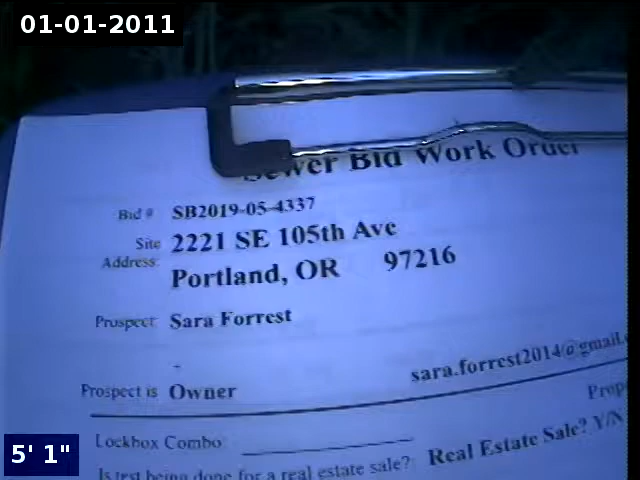 01-01-2011
Sewer Bid Work Order
Bid # SB2019-05-4337
Site Address: 2221 SE 105th Ave
Portland, OR 97216
Prospect: Sara Forrest
-
sara.forrest2014@gmail.
Prospect is Owner
Prop
Lockbox Combo:
Is test being done for a real estate sale? Real Estate Sale? Y/N
5' 1"